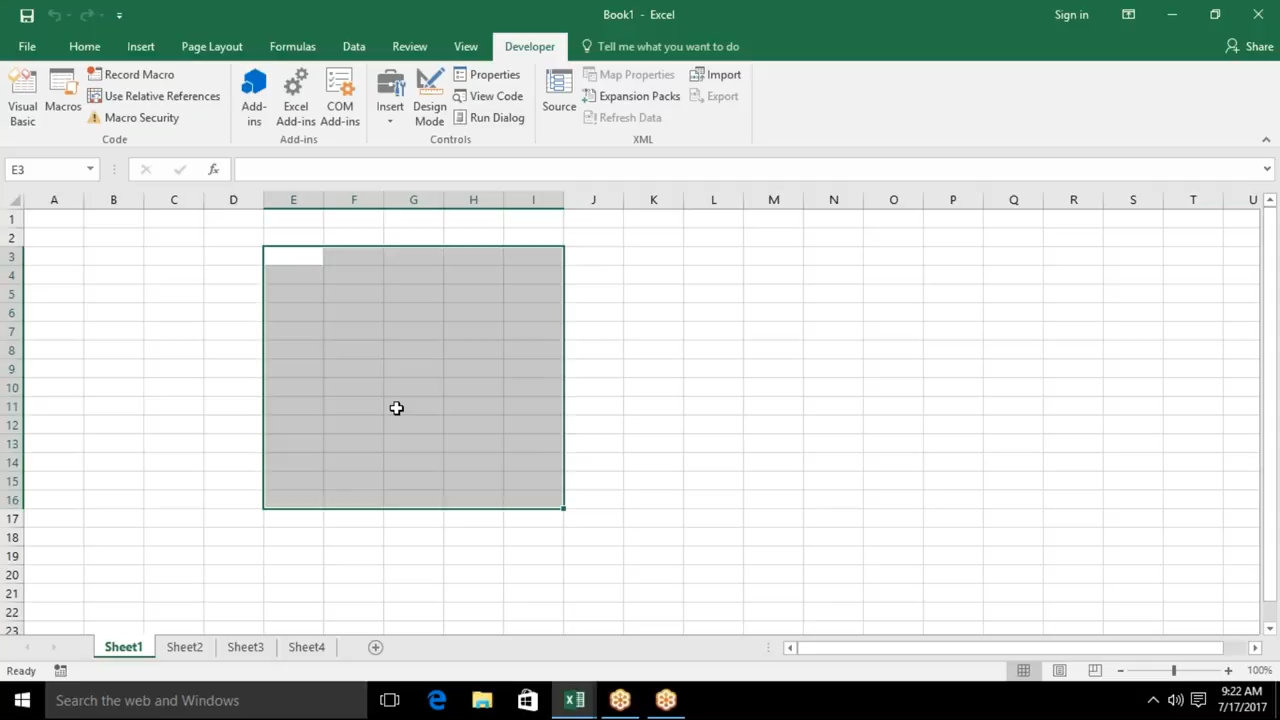 Book1 - Excel
Sign in
File Home Insert Page Layout Formulas Data Review View Developer Tell me what you want to do Share
Visual Basic
Macros
Record Macro
Use Relative References
Macro Security
Code
Add-ins
Excel Add-ins
COM Add-ins
Add-ins
Insert
Design Mode
Properties
View Code
Run Dialog
Controls
Source
Map Properties
Expansion Packs
Refresh Data
Import
Export
XML
E3
fx
A B C D E F G H I J K L M N O P Q R S T U
1
2
3
4
5
6
7
8
9
10
11
12
13
14
15
16
17
18
19
20
21
22
23
Sheet1 Sheet2 Sheet3 Sheet4
Ready
100%
Search the web and Windows
9:22 AM
7/17/2017